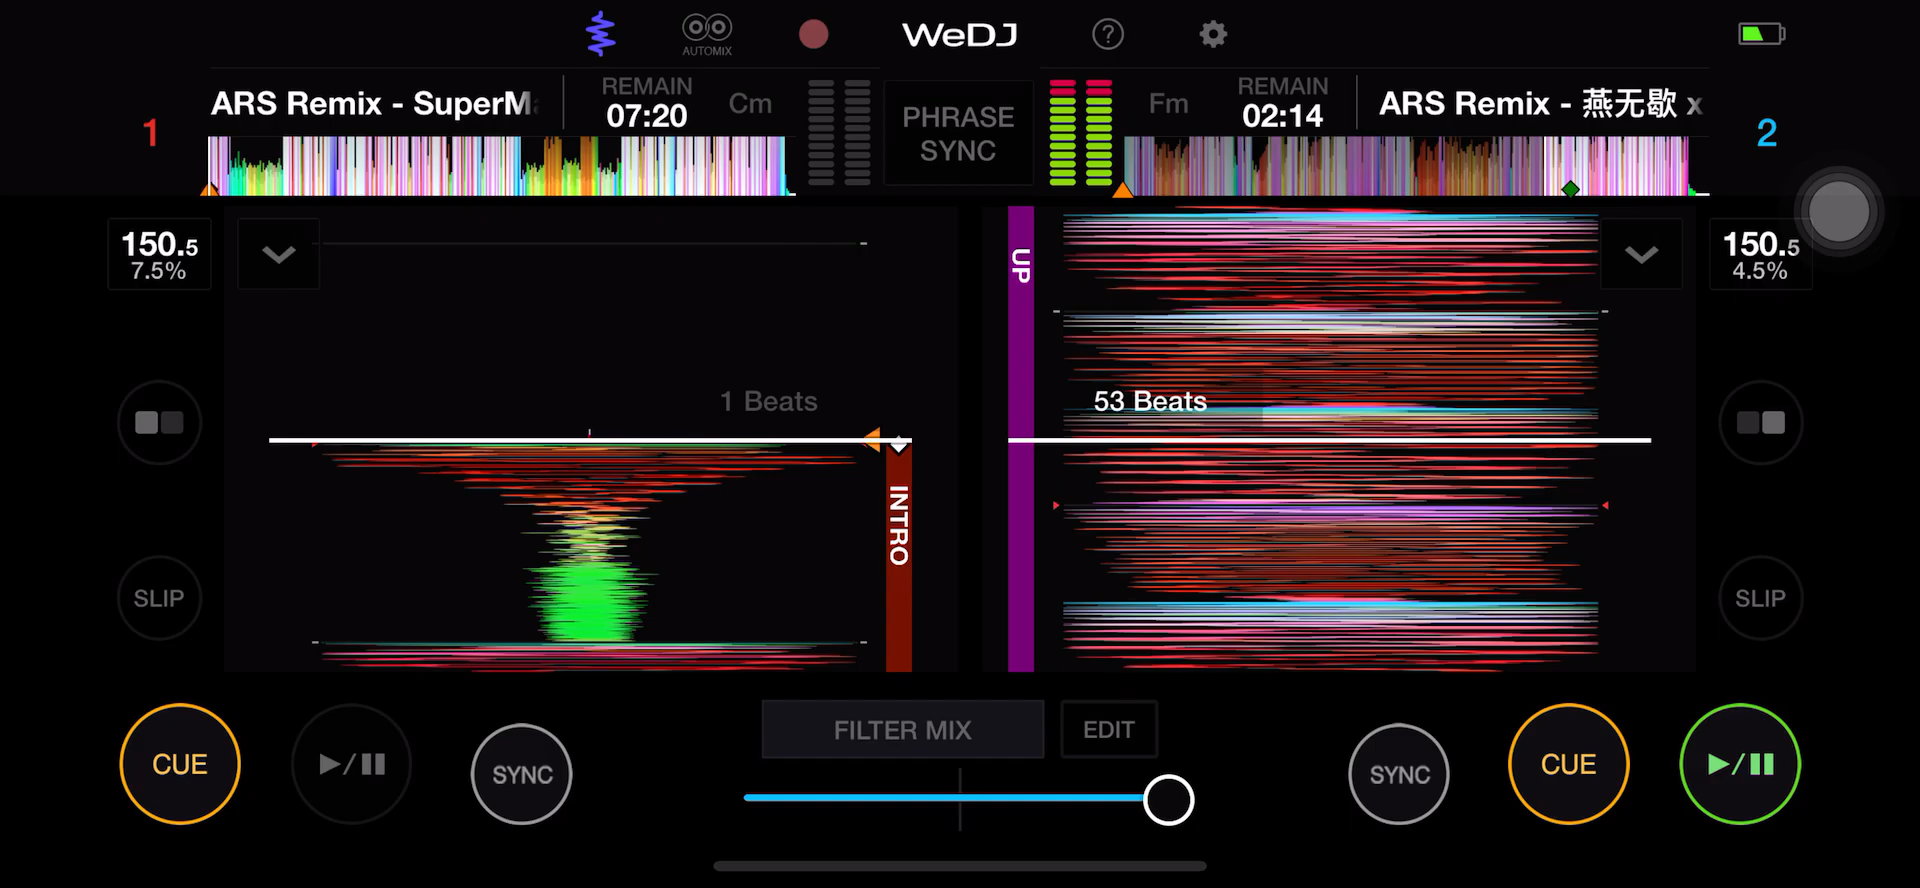 AUTOMIX
WeDJ
?
1
ARS Remix - SuperM
REMAIN
07:20
Cm
PHRASE
SYNC
Fm
REMAIN
02:14
ARS Remix - 燕无歇 x
2
150.5
7.5%
UP
150.5
4.5%
1 Beats
53 Beats
INTRO
SLIP
SLIP
CUE
SYNC
FILTER MIX
EDIT
SYNC
CUE